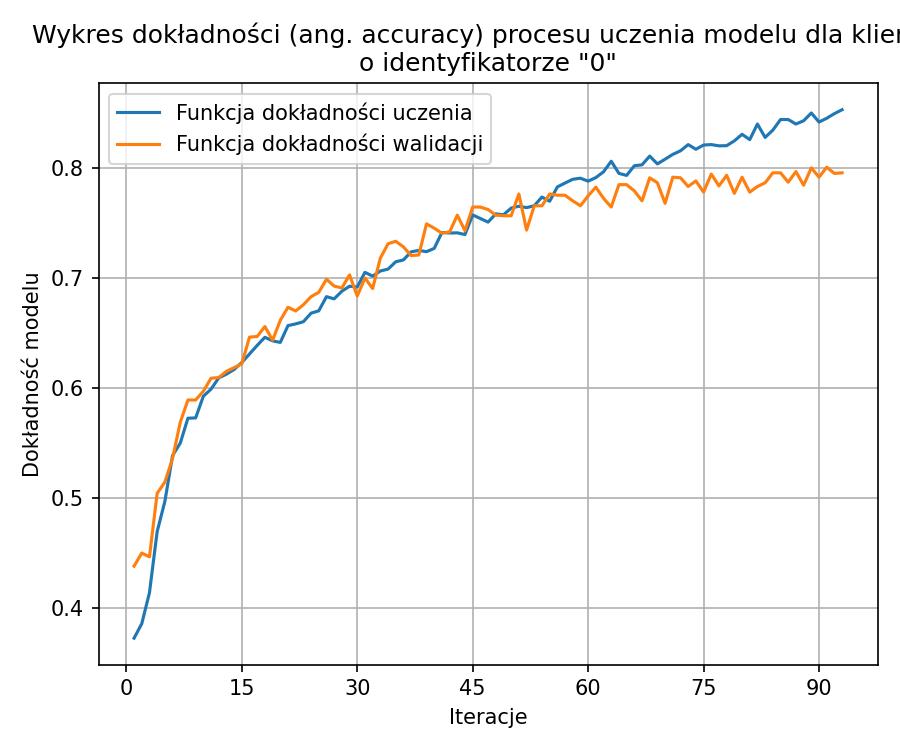 Wykres dokładności (ang. accuracy) procesu uczenia modelu dla
o identyfikatorze "0"
Funkcja dokładności uczenia
Funkcja dokładności walidacji
0.8
0.7
0.6
0.5
0.4
Dokładność modelu
0 15 30 45 60 75 90
Iteracje